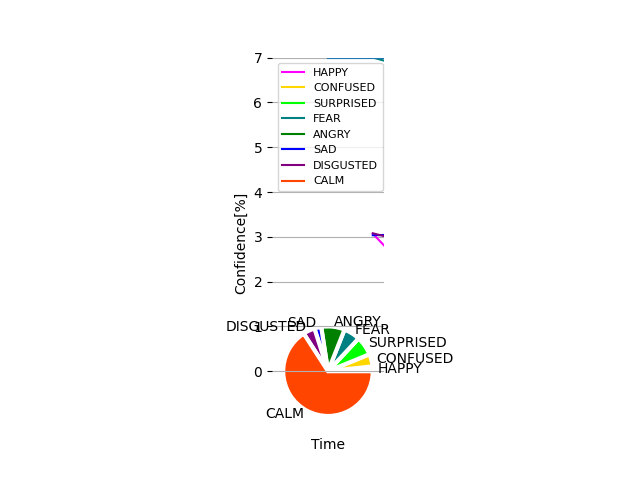 7
6
5
4
3
2
1
0
Confidence[%]
HAPPY
CONFUSED
SURPRISED
FEAR
ANGRY
SAD
DISGUSTED
CALM
DISGUSTED
SAD
ANGRY
FEAR
SURPRISED
CONFUSED
HAPPY
CALM
Time